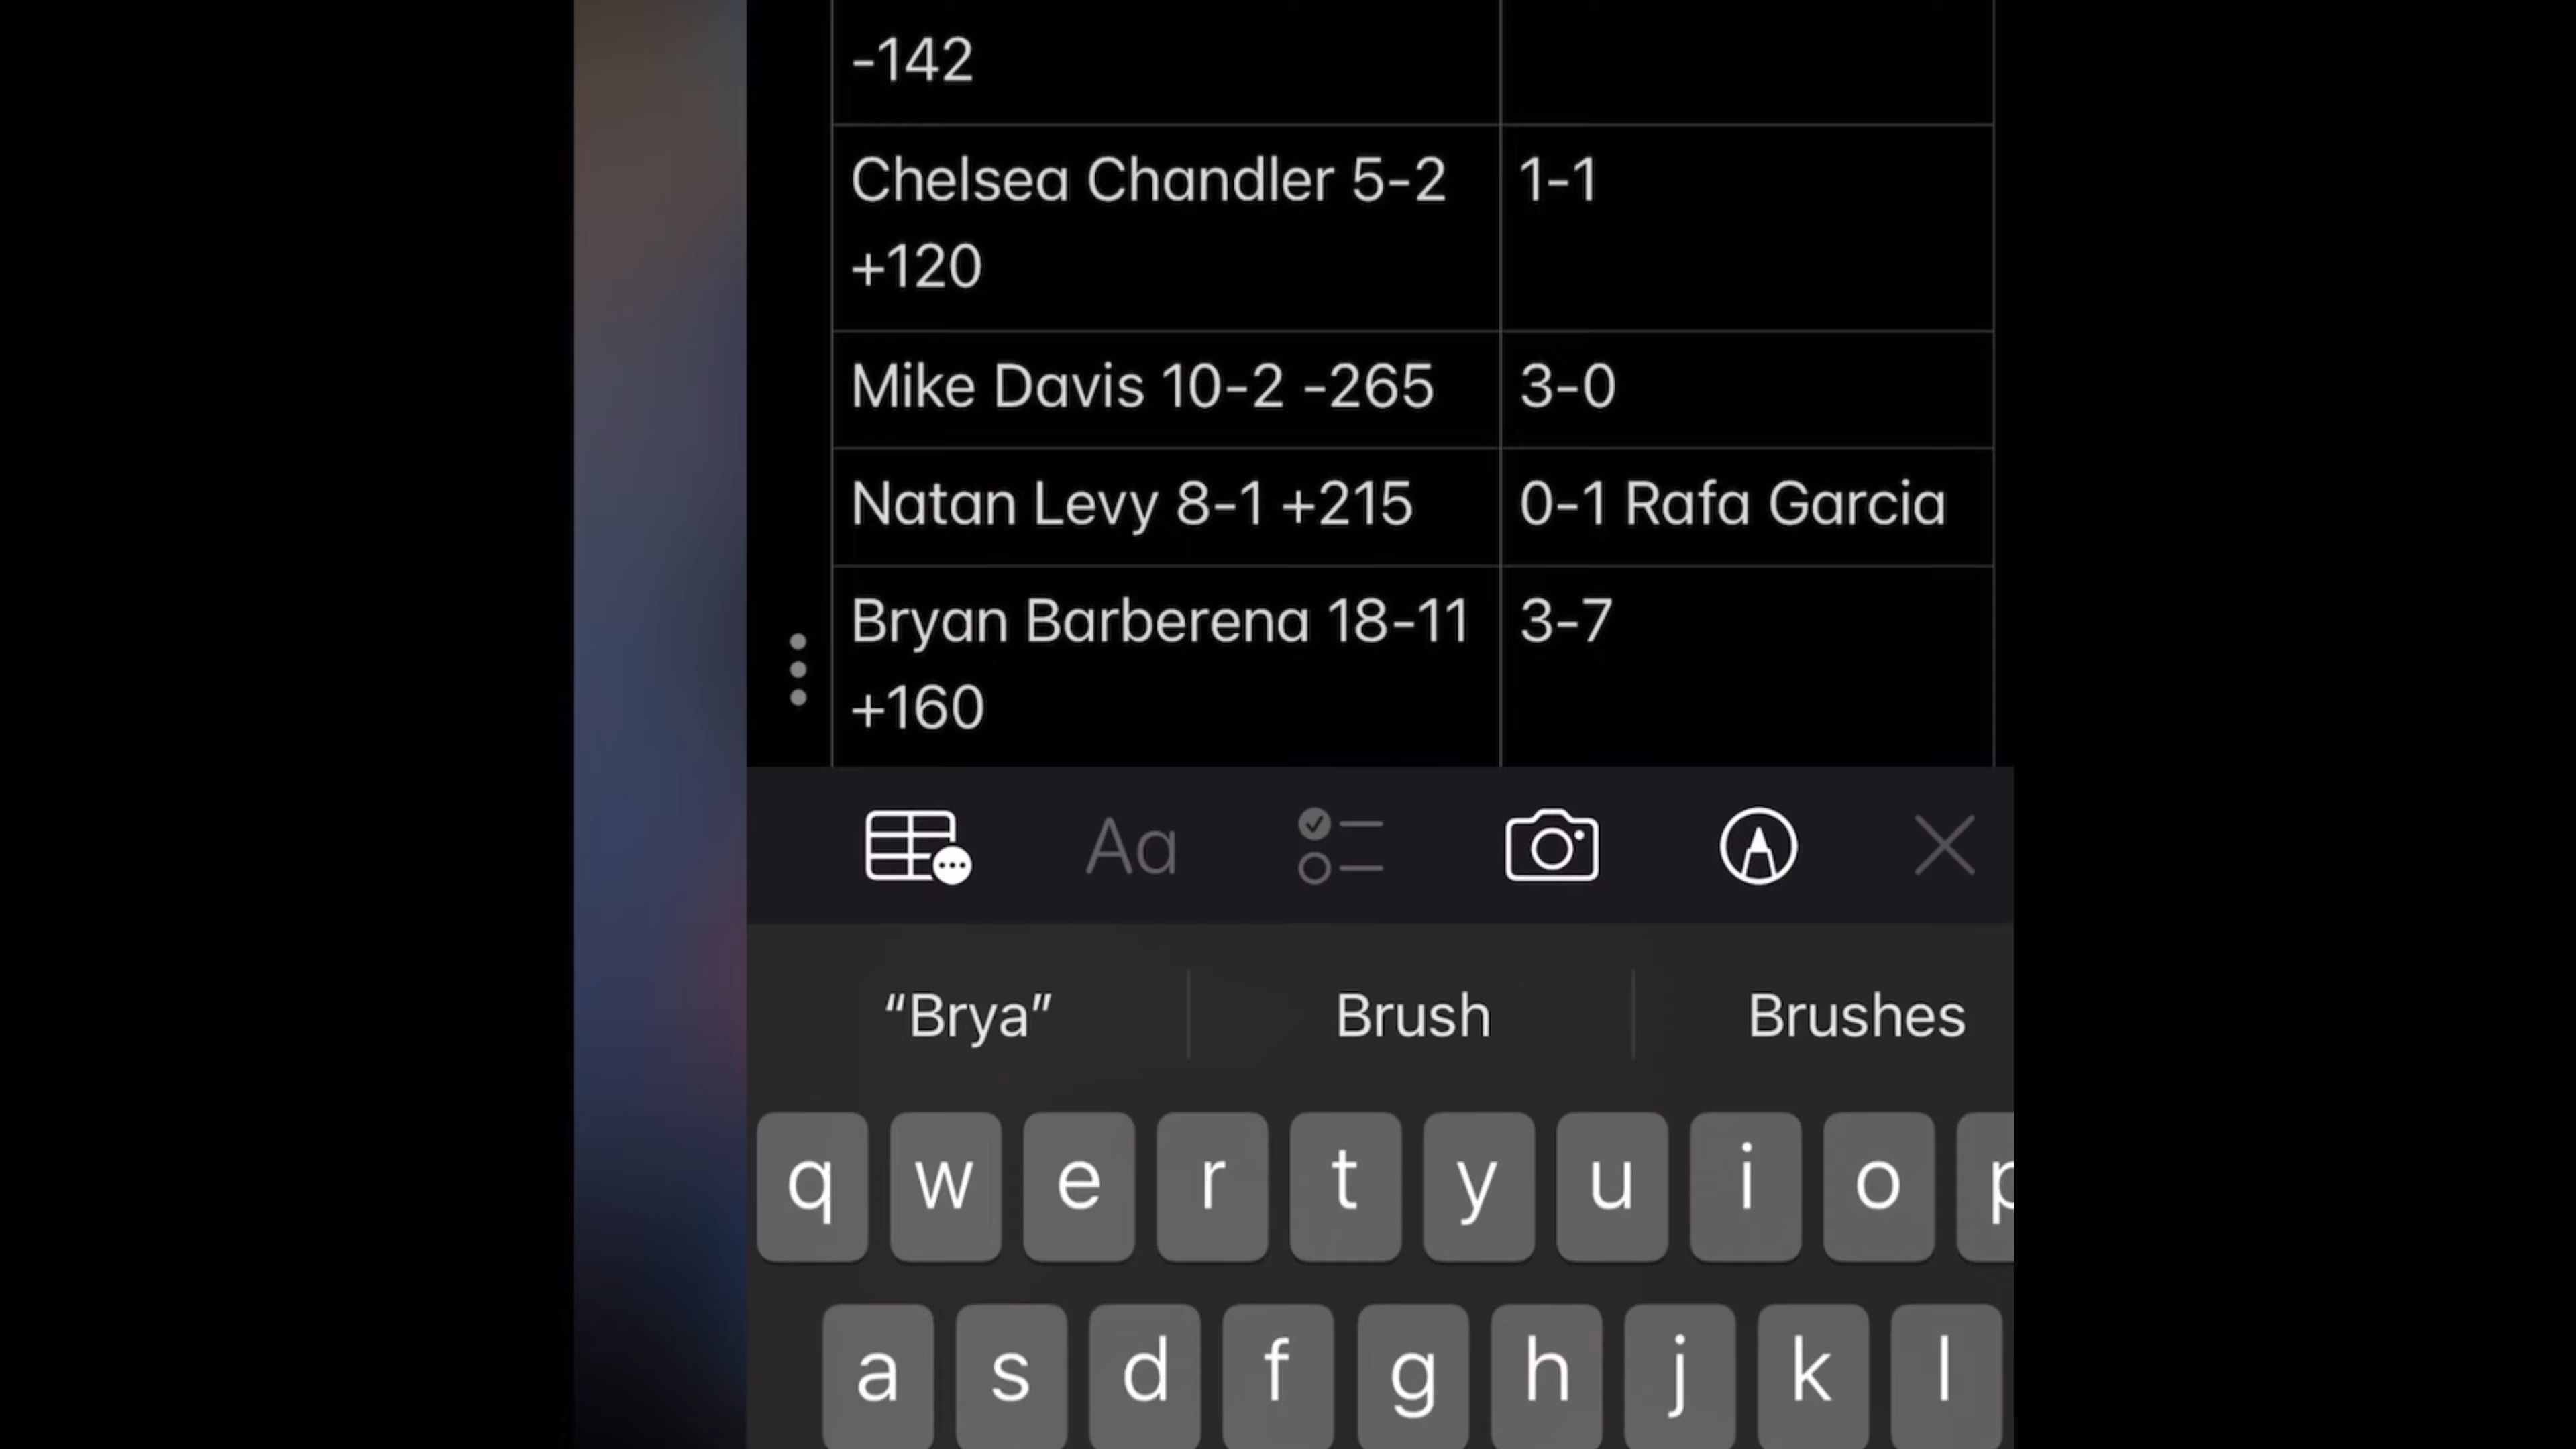 -142
Chelsea Chandler 5-2 1-1
+120
Mike Davis 10-2 -265 3-0
Natan Levy 8-1 +215 0-1 Rafa Garcia
Bryan Barberena 18-11 3-7
+160
Aa
“Brya” Brush Brushes
q w e r t y u i o p
a s d f g h j k l